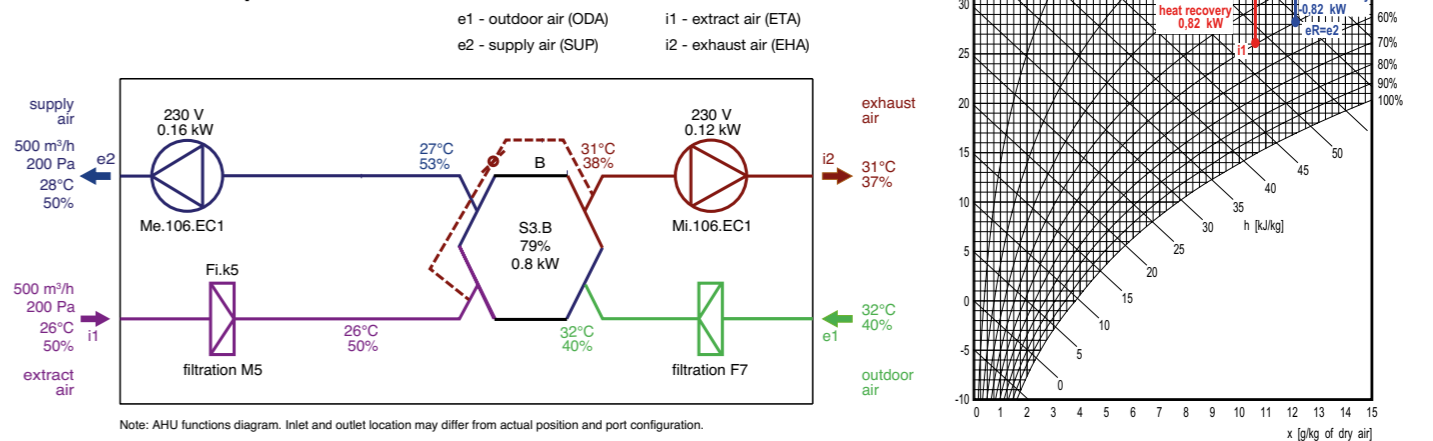 e1 - outdoor air (ODA)
i1 - extract air (ETA)
e2 - supply air (SUP)
i2 - exhaust air (EHA)
supply
air
500 m³/h
200 Pa
e2
28°C
50%
230 V
0.16 kW
Me.106.EC1
27°C
53%
B
31°C
38%
230 V
0.12 kW
Mi.106.EC1
exhaust
air
i2
31°C
37%
S3.B
79%
0.8 kW
500 m³/h
200 Pa
26°C
50%
i1
extract
air
Fi.k5
filtration M5
26°C
50%
32°C
40%
filtration F7
32°C
40%
e1
outdoor
air
Note: AHU functions diagram. Inlet and outlet location may differ from actual position and port configuration.
heat recovery
0,82 kW
i1
-0,82 kW
eR=e2
30
25
20
15
10
5
0
-5
-10
60%
70%
80%
90%
100%
50
45
40
35
30
25
20
15
10
5
0
h [kJ/kg]
0 1 2 3 4 5 6 7 8 9 10 11 12 13 14 15
x [g/kg of dry air]